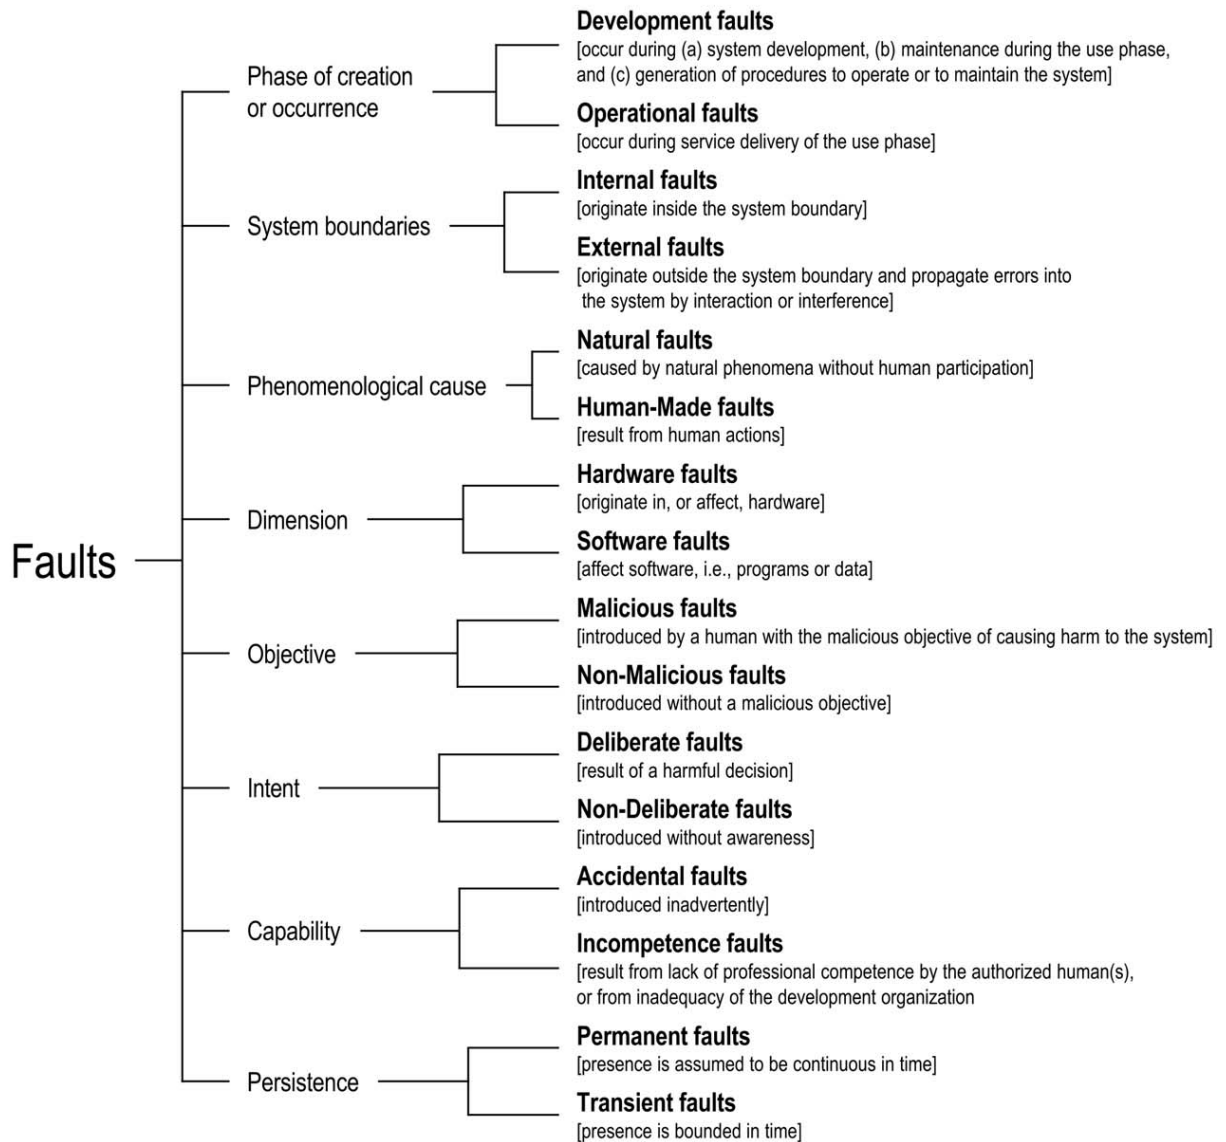 Faults
Phase of creation
or occurrence
Development faults
[occur during (a) system development, (b) maintenance during the use phase,
and (c) generation of procedures to operate or to maintain the system]
Operational faults
[occur during service delivery of the use phase]
System boundaries
Internal faults
[originate inside the system boundary]
External faults
[originate outside the system boundary and propagate errors into
the system by interaction or interference]
Phenomenological cause
Natural faults
[caused by natural phenomena without human participation]
Human-Made faults
[result from human actions]
Dimension
Hardware faults
[originate in, or affect, hardware]
Software faults
[affect software, i.e., programs or data]
Objective
Malicious faults
[introduced by a human with the malicious objective of causing harm to the system]
Non-Malicious faults
[introduced without a malicious objective]
Intent
Deliberate faults
[result of a harmful decision]
Non-Deliberate faults
[introduced without awareness]
Capability
Accidental faults
[introduced inadvertently]
Incompetence faults
[result from lack of professional competence by the authorized human(s),
or from inadequacy of the development organization
Persistence
Permanent faults
[presence is assumed to be continuous in time]
Transient faults
[presence is bounded in time]